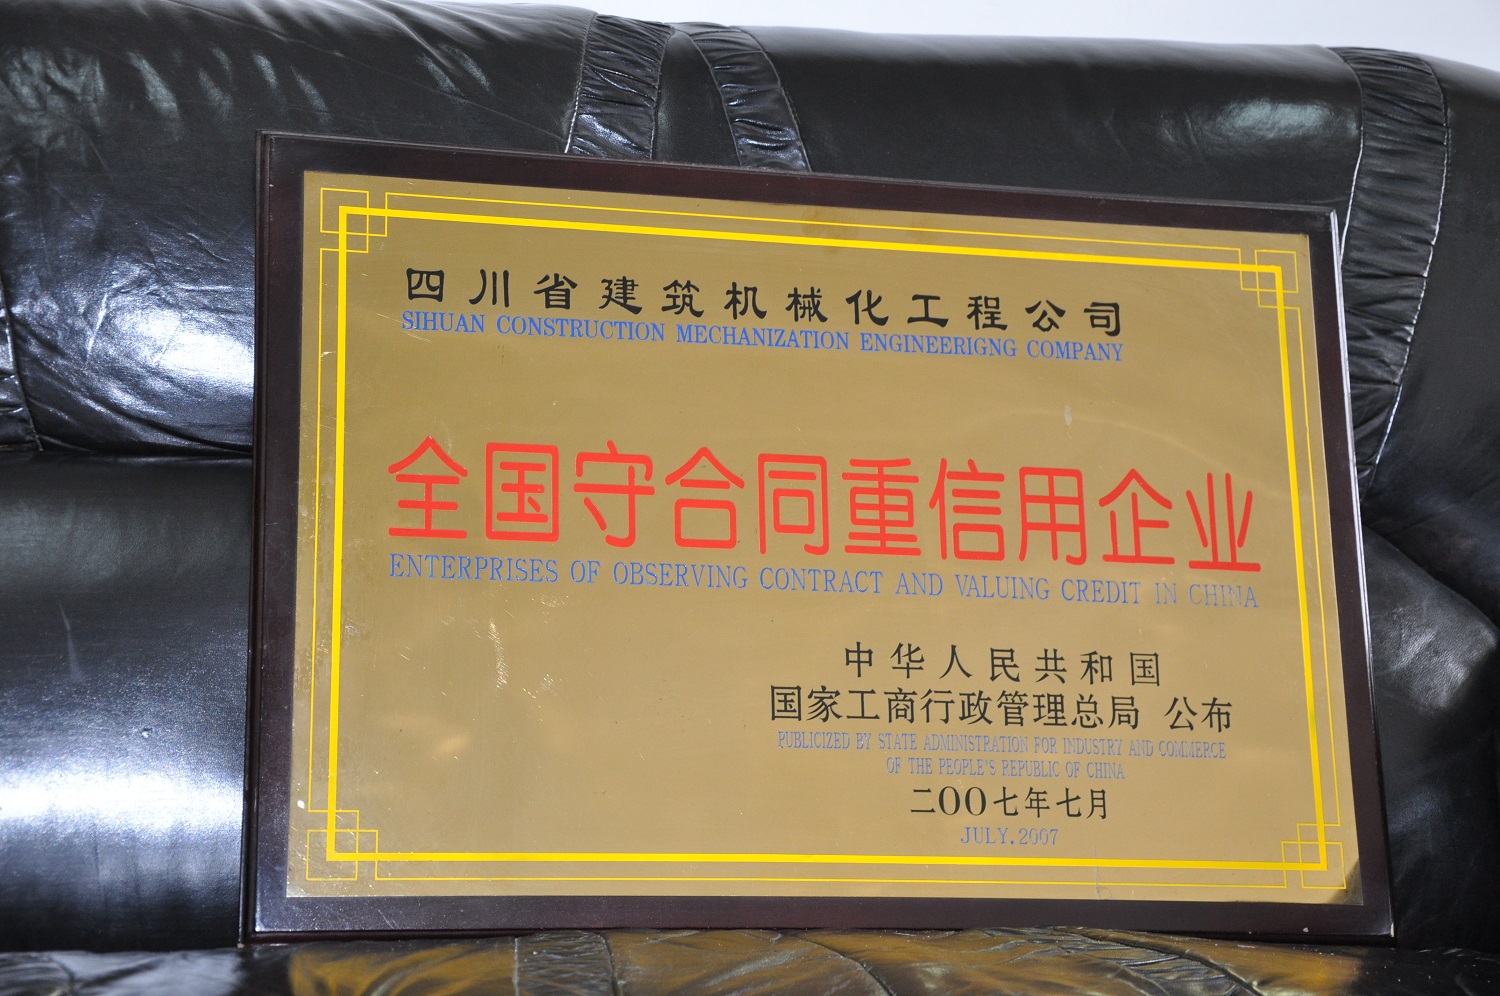 四川省建筑机械化工程公司
SIHUAN CONSTRUCTION MECHANIZATION ENGINEERIGNG COMPANY
全国守合同重信用企业
ENTERPRISES OF OBSERVING CONTRACT AND VALUING CREDIT IN CHINA
中华人民共和国
国家工商行政管理总局 公布
PUBLICIZED BY STATE ADMINISTRATION FOR INDUSTRY AND COMMERCE
OF THE PEOPLE'S REPUBLIC OF CHINA
二00七年七月
JULY.2007